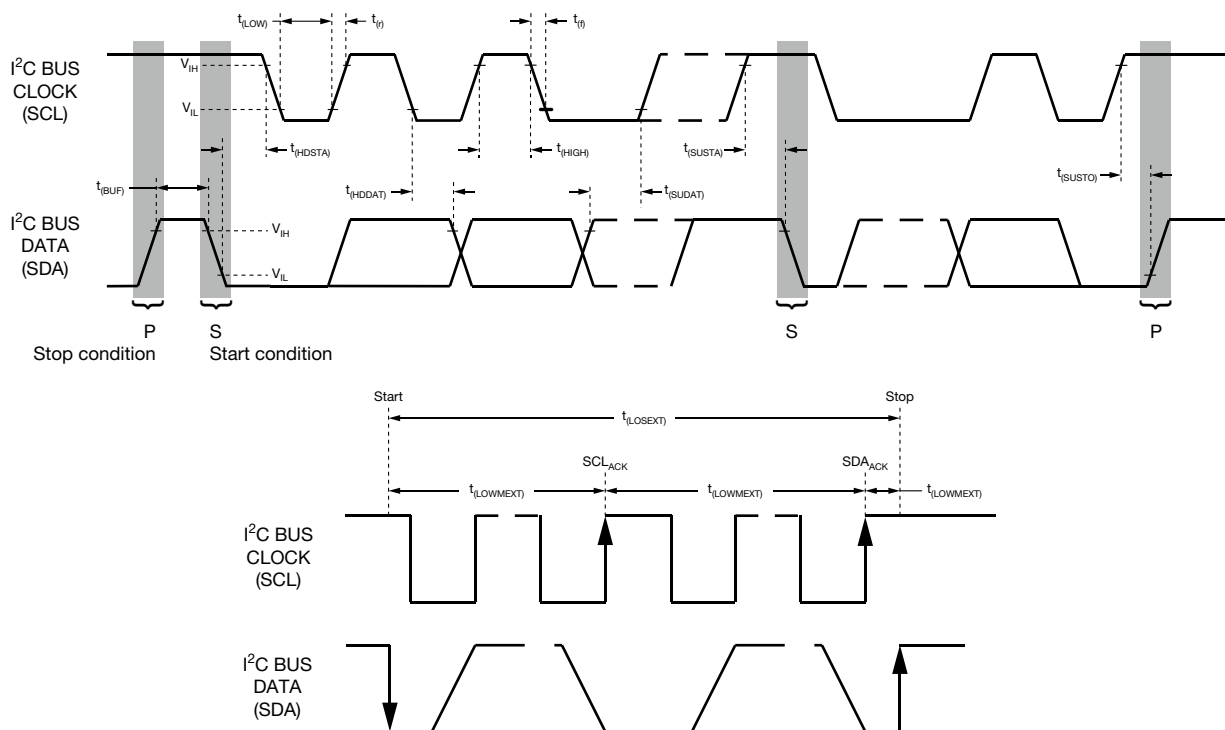 t(LOW) t(r) t(f)
I²C BUS
CLOCK
(SCL)
VIH
VIL
t(HDSTA) t(HIGH) t(SUSTA)
t(BUF) t(HDDAT) t(SUDAT) t(SUSTO)
I²C BUS
DATA
(SDA)
VIH
VIL
P S S P
Stop condition Start condition
Start Stop
t(LOSEXT)
SCLACK SDAACK
t(LOWMEXT) t(LOWMEXT) t(LOWMEXT)
I²C BUS
CLOCK
(SCL)
I²C BUS
DATA
(SDA)